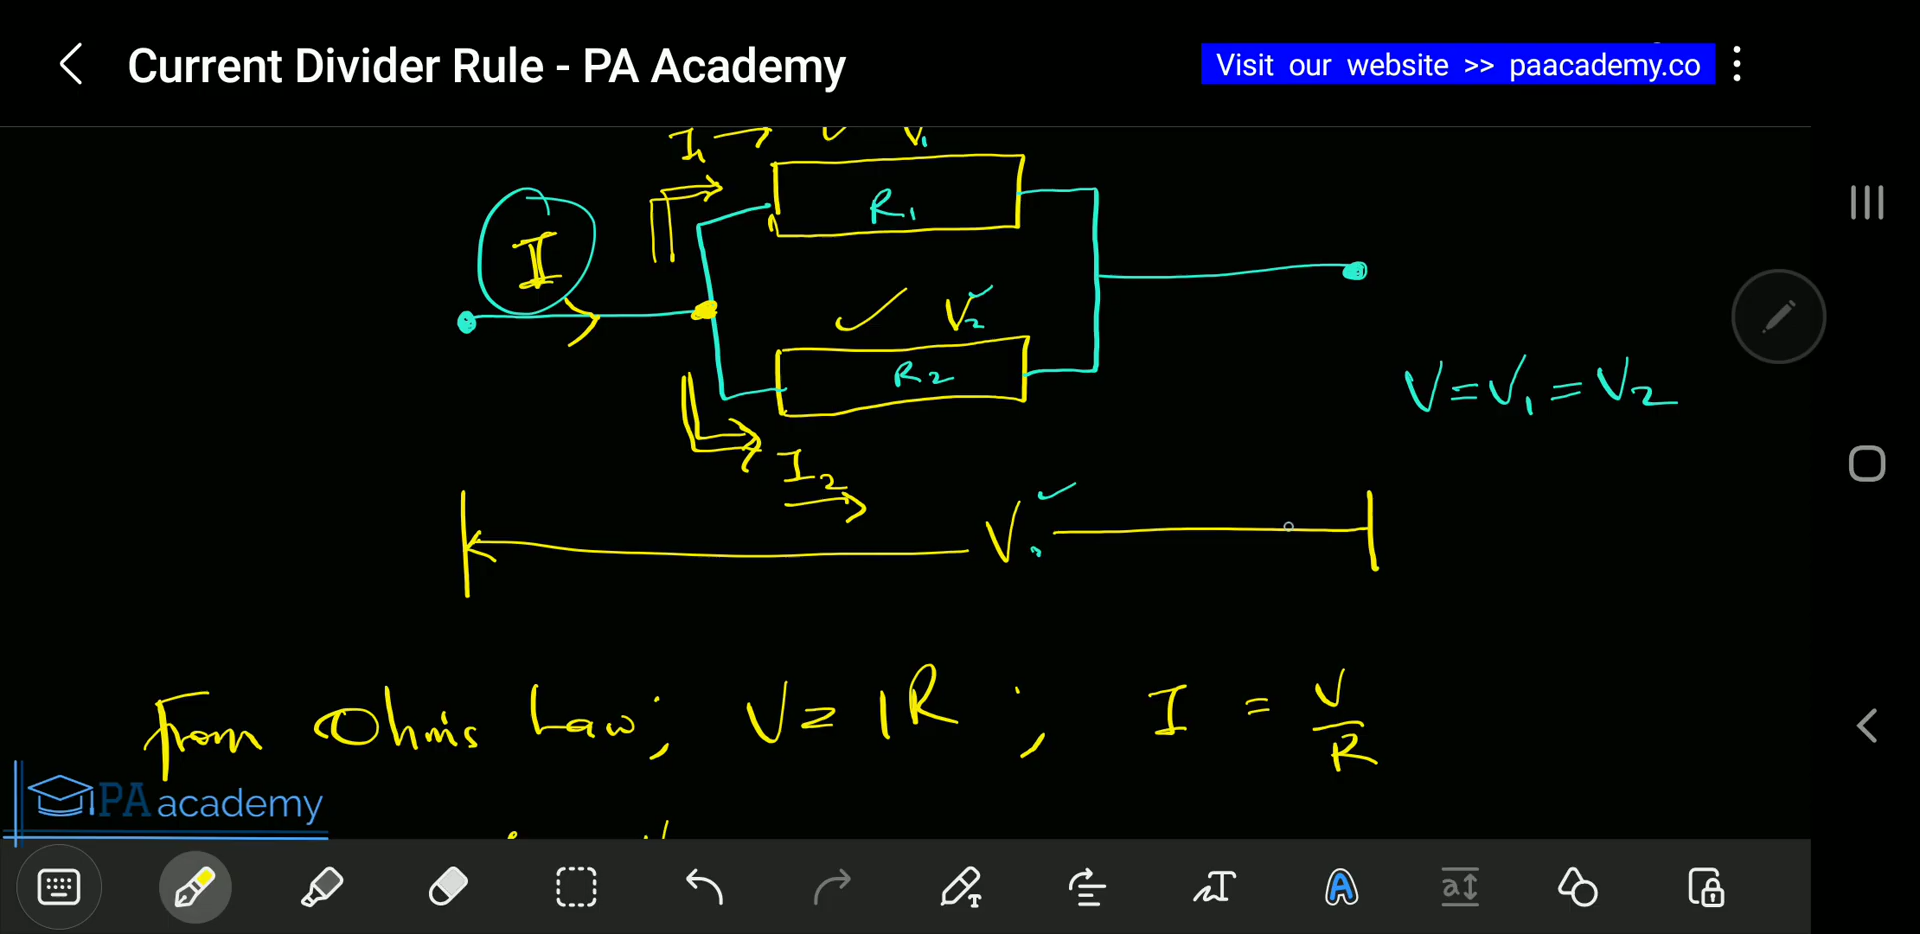 Current Divider Rule - PA Academy
Visit our website >> paacademy.co
I1 → ✓ V1
R1
I
✓ V2 ✓
R2
V = V1 = V2
I2
V ✓
From Ohm's Law; V = IR ; I = V/R
PA academy